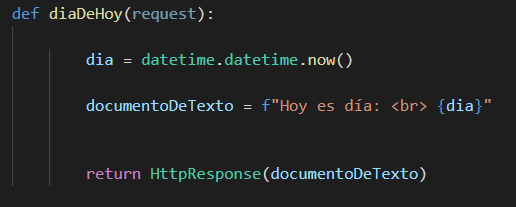 def diaDeHoy(request):
dia = datetime.datetime.now()
documentoDeTexto = f"Hoy es día: <br> {dia}"
return HttpResponse(documentoDeTexto)